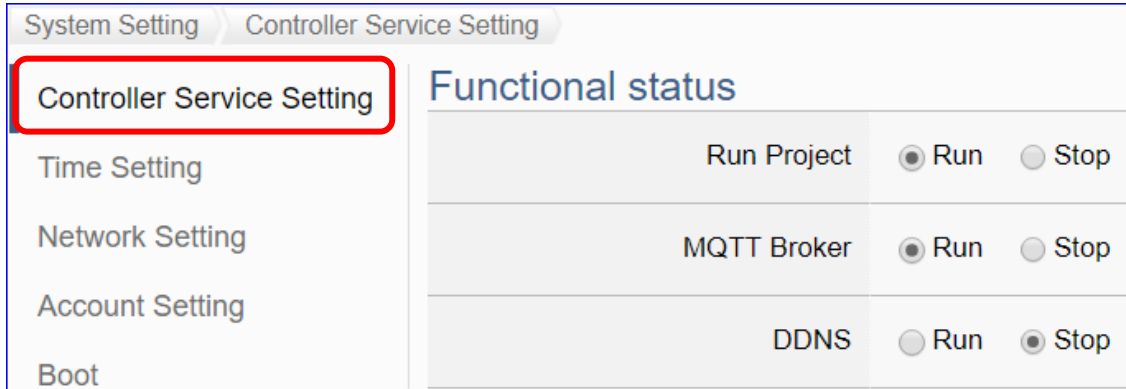 System Setting Controller Service Setting
Controller Service Setting
Time Setting
Network Setting
Account Setting
Boot
Functional status
Run Project Run Stop
MQTT Broker Run Stop
DDNS Run Stop